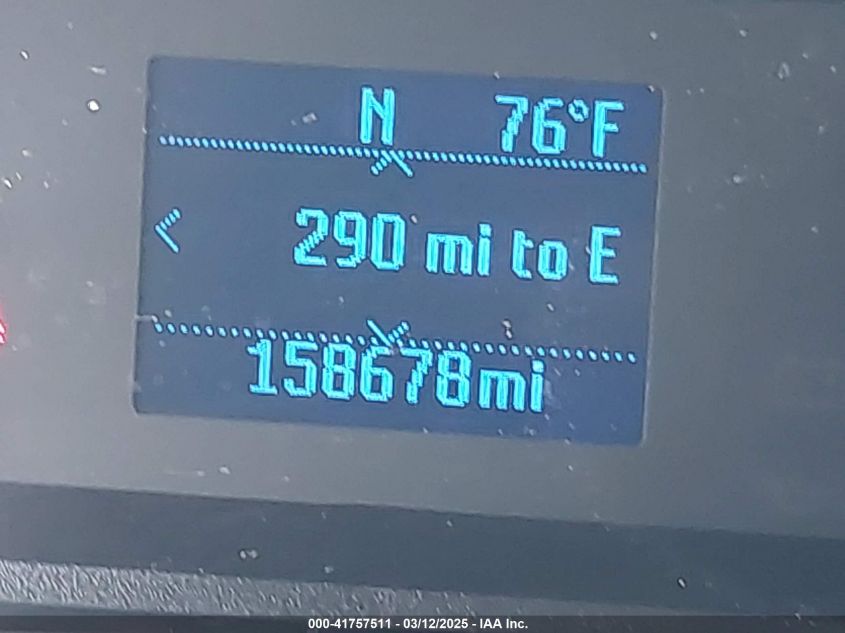 N 76°F
290 mi to E
158678mi
000-41757511 - 03/12/2025 - IAA Inc.